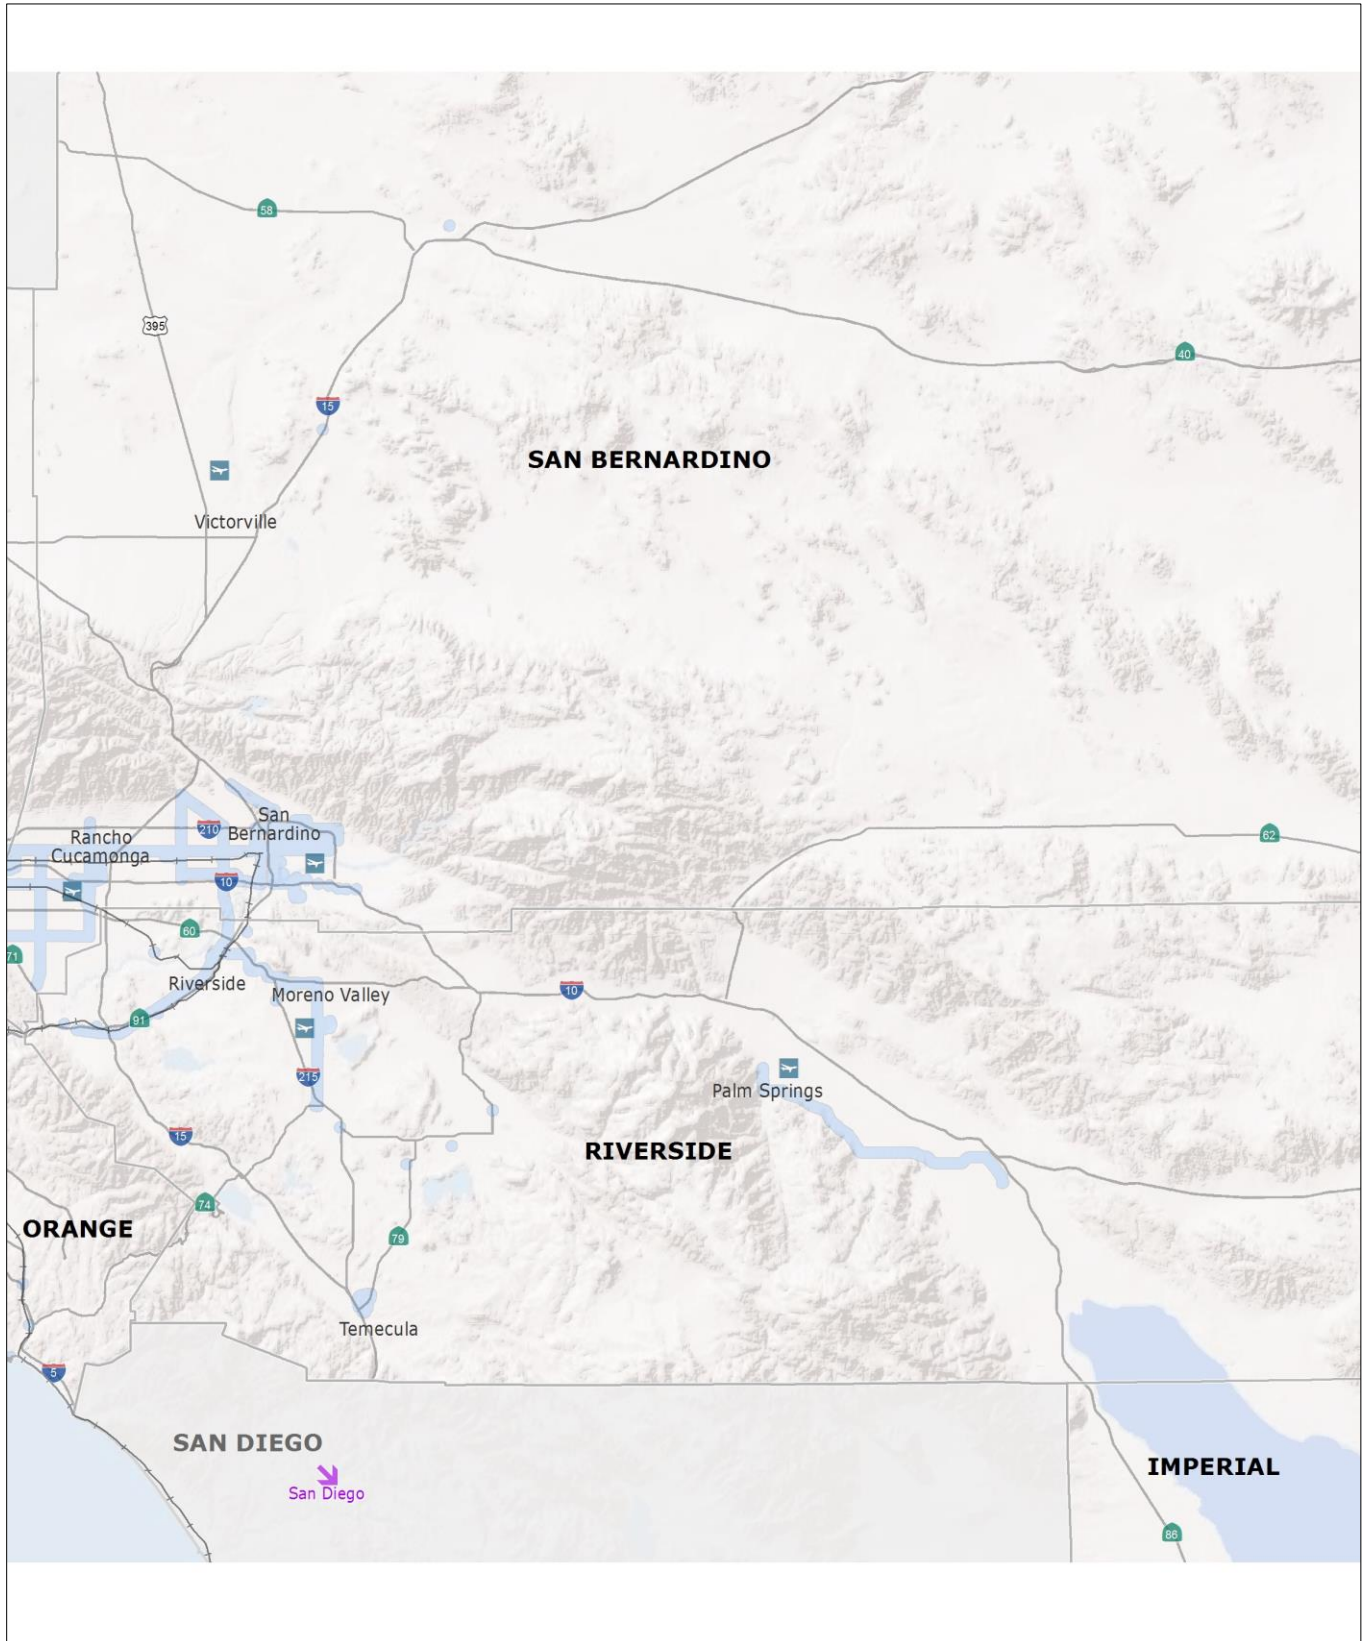 58
395
40
15
SAN BERNARDINO
Victorville
San
Bernardino
210
Rancho
Cucamonga
62
10
60
71
Riverside
Moreno Valley
10
91
215
Palm Springs
15
RIVERSIDE
74
ORANGE
79
Temecula
5
SAN DIEGO
San Diego
IMPERIAL
86